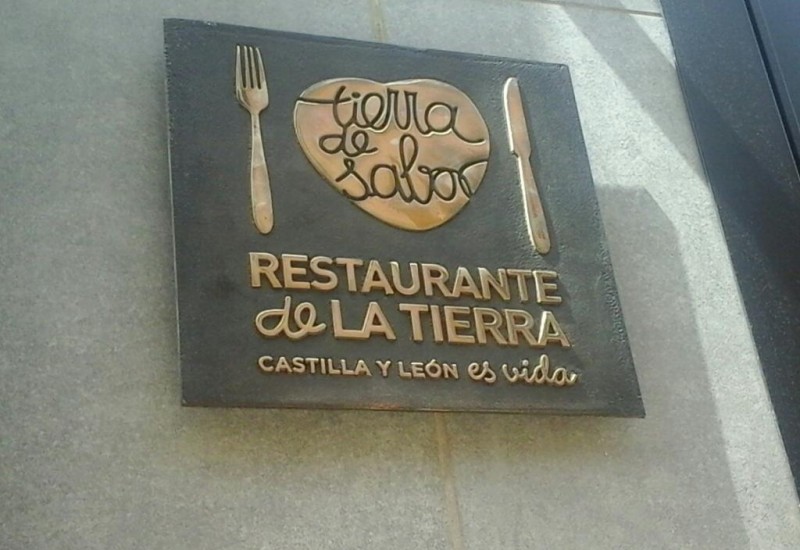 tierra
de
sabor
RESTAURANTE
de LA TIERRA
CASTILLA Y LEÓN es vida